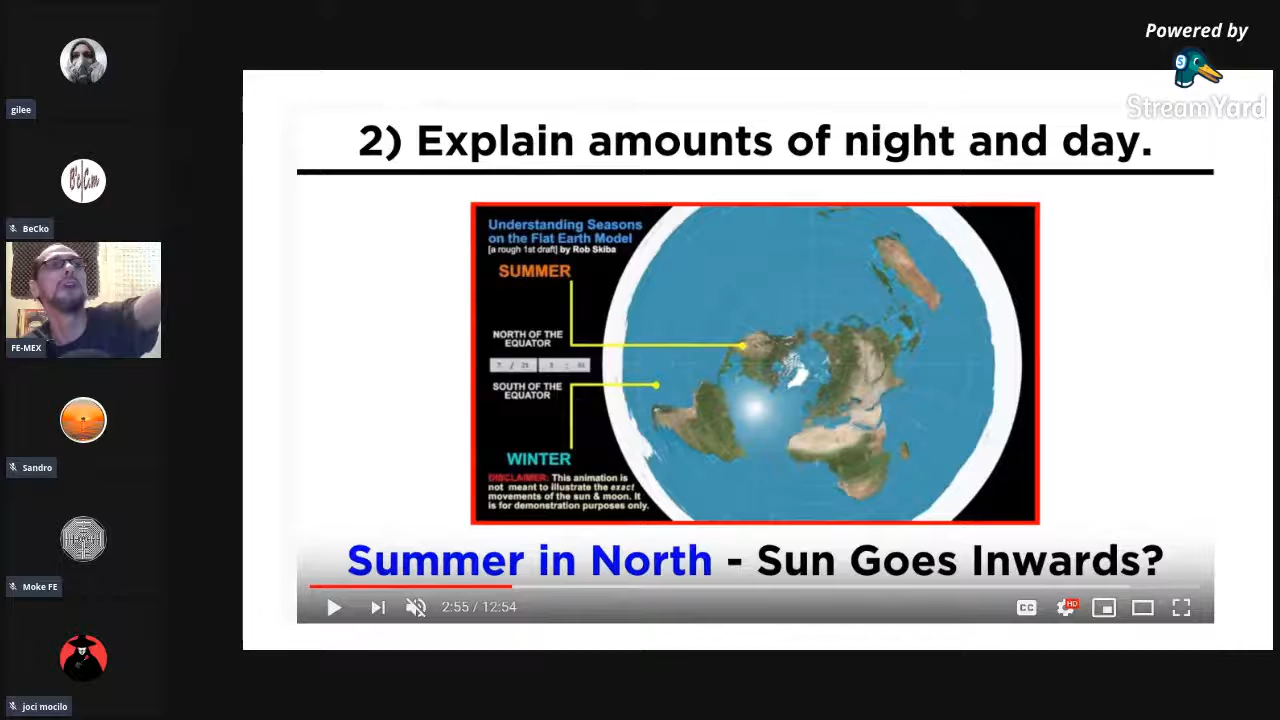 Powered by
StreamYard
gilee
BeCko
FE-MEX
Sandro
Moke FE
joci mocilo
2) Explain amounts of night and day.
Understanding Seasons
on the Flat Earth Model
[a rough 1st draft] by Rob Skiba
SUMMER
NORTH OF THE
EQUATOR
SOUTH OF THE
EQUATOR
WINTER
DISCLAIMER: This animation is
not meant to illustrate the exact
movements of the sun & moon. It
is for demonstration purposes only.
Summer in North - Sun Goes Inwards?
2:55 / 12:54
CC
HD